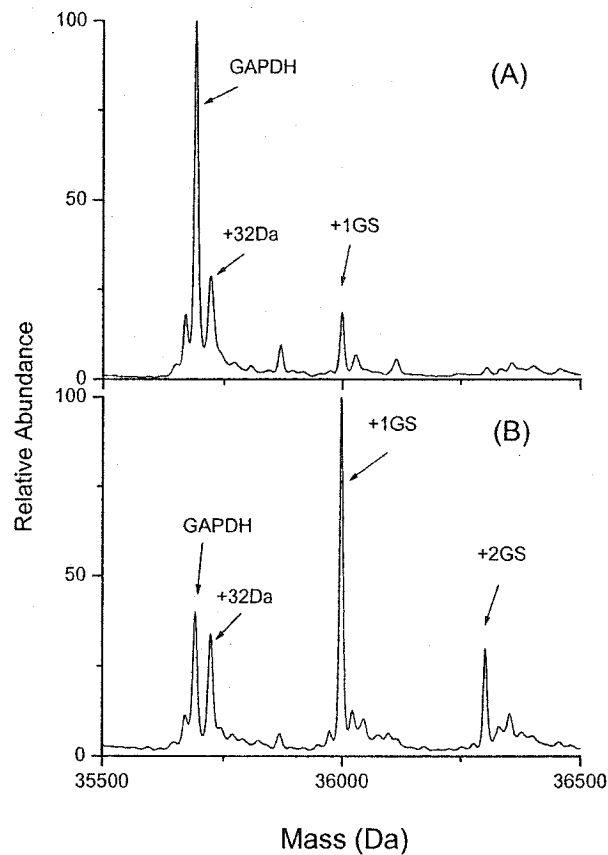 100
(A)
GAPDH
50
+32Da
+1GS
0
Relative Abundance
100
(B)
+1GS
GAPDH
50
+2GS
+32Da
0
35500
36000
36500
Mass (Da)